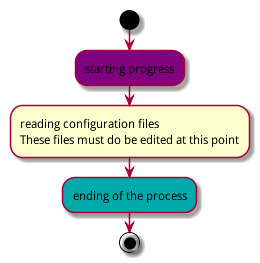 starting progress
reading configuration files
These files must do be edited at this point
ending of the process